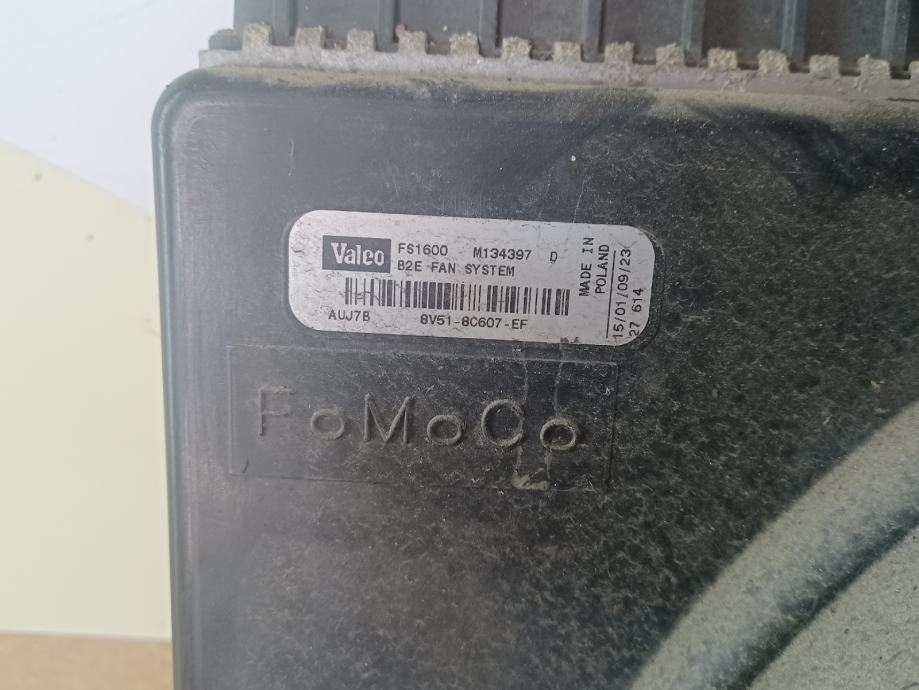 Valeo
FS1600 M134397 D
B2E FAN SYSTEM
AUJ7B 8V51-8C607-EF
MADE IN
POLAND
15/01/09/23
27 614
FoMoCo